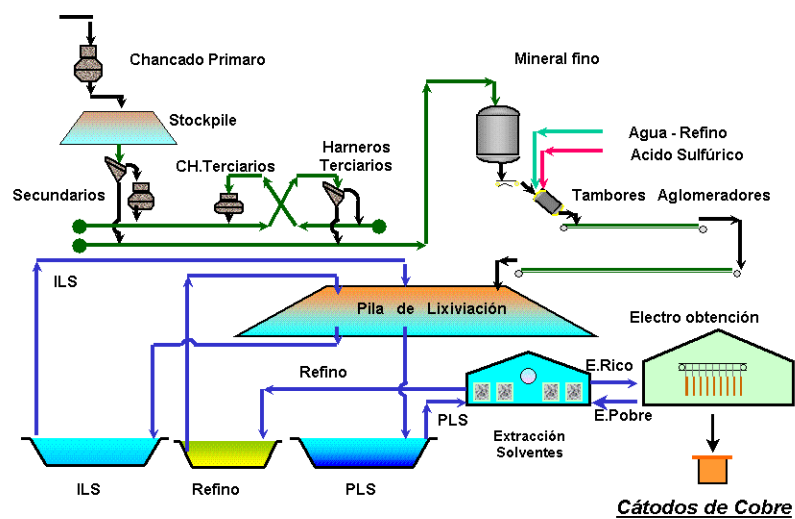 Chancado Primaro
Mineral fino
Stockpile
Agua - Refino
Acido Sulfúrico
Harneros
Terciarios
CH.Terciarios
Secundarios
Tambores Aglomeradores
ILS
Pila de Lixiviación
Electro obtención
Refino
E.Rico
E.Pobre
PLS
Extracción
Solventes
ILS
Refino
PLS
Cátodos de Cobre